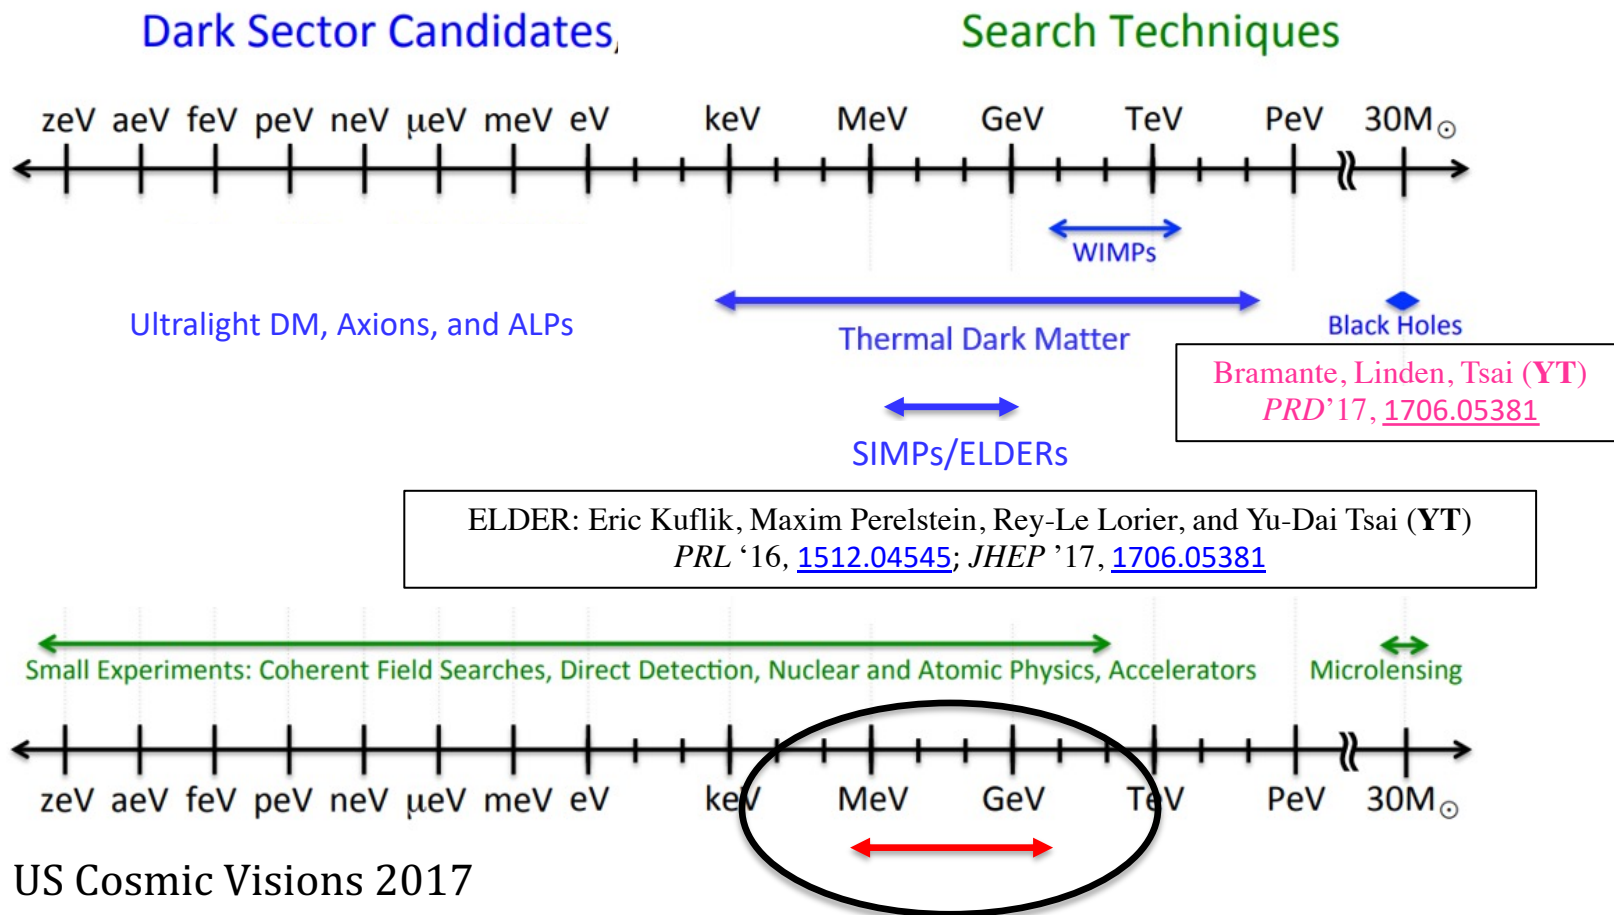 Dark Sector Candidates,
Search Techniques
zeV aeV feV peV neV μeV meV eV keV MeV GeV TeV PeV 30M☉
WIMPs
Ultralight DM, Axions, and ALPs
Thermal Dark Matter
Black Holes
Bramante, Linden, Tsai (YT)
PRD’17, 1706.05381
SIMPs/ELDERs
ELDER: Eric Kuflik, Maxim Perelstein, Rey-Le Lorier, and Yu-Dai Tsai (YT)
PRL ‘16, 1512.04545; JHEP ’17, 1706.05381
Small Experiments: Coherent Field Searches, Direct Detection, Nuclear and Atomic Physics, Accelerators
Microlensing
zeV aeV feV peV neV μeV meV eV keV MeV GeV TeV PeV 30M☉
US Cosmic Visions 2017